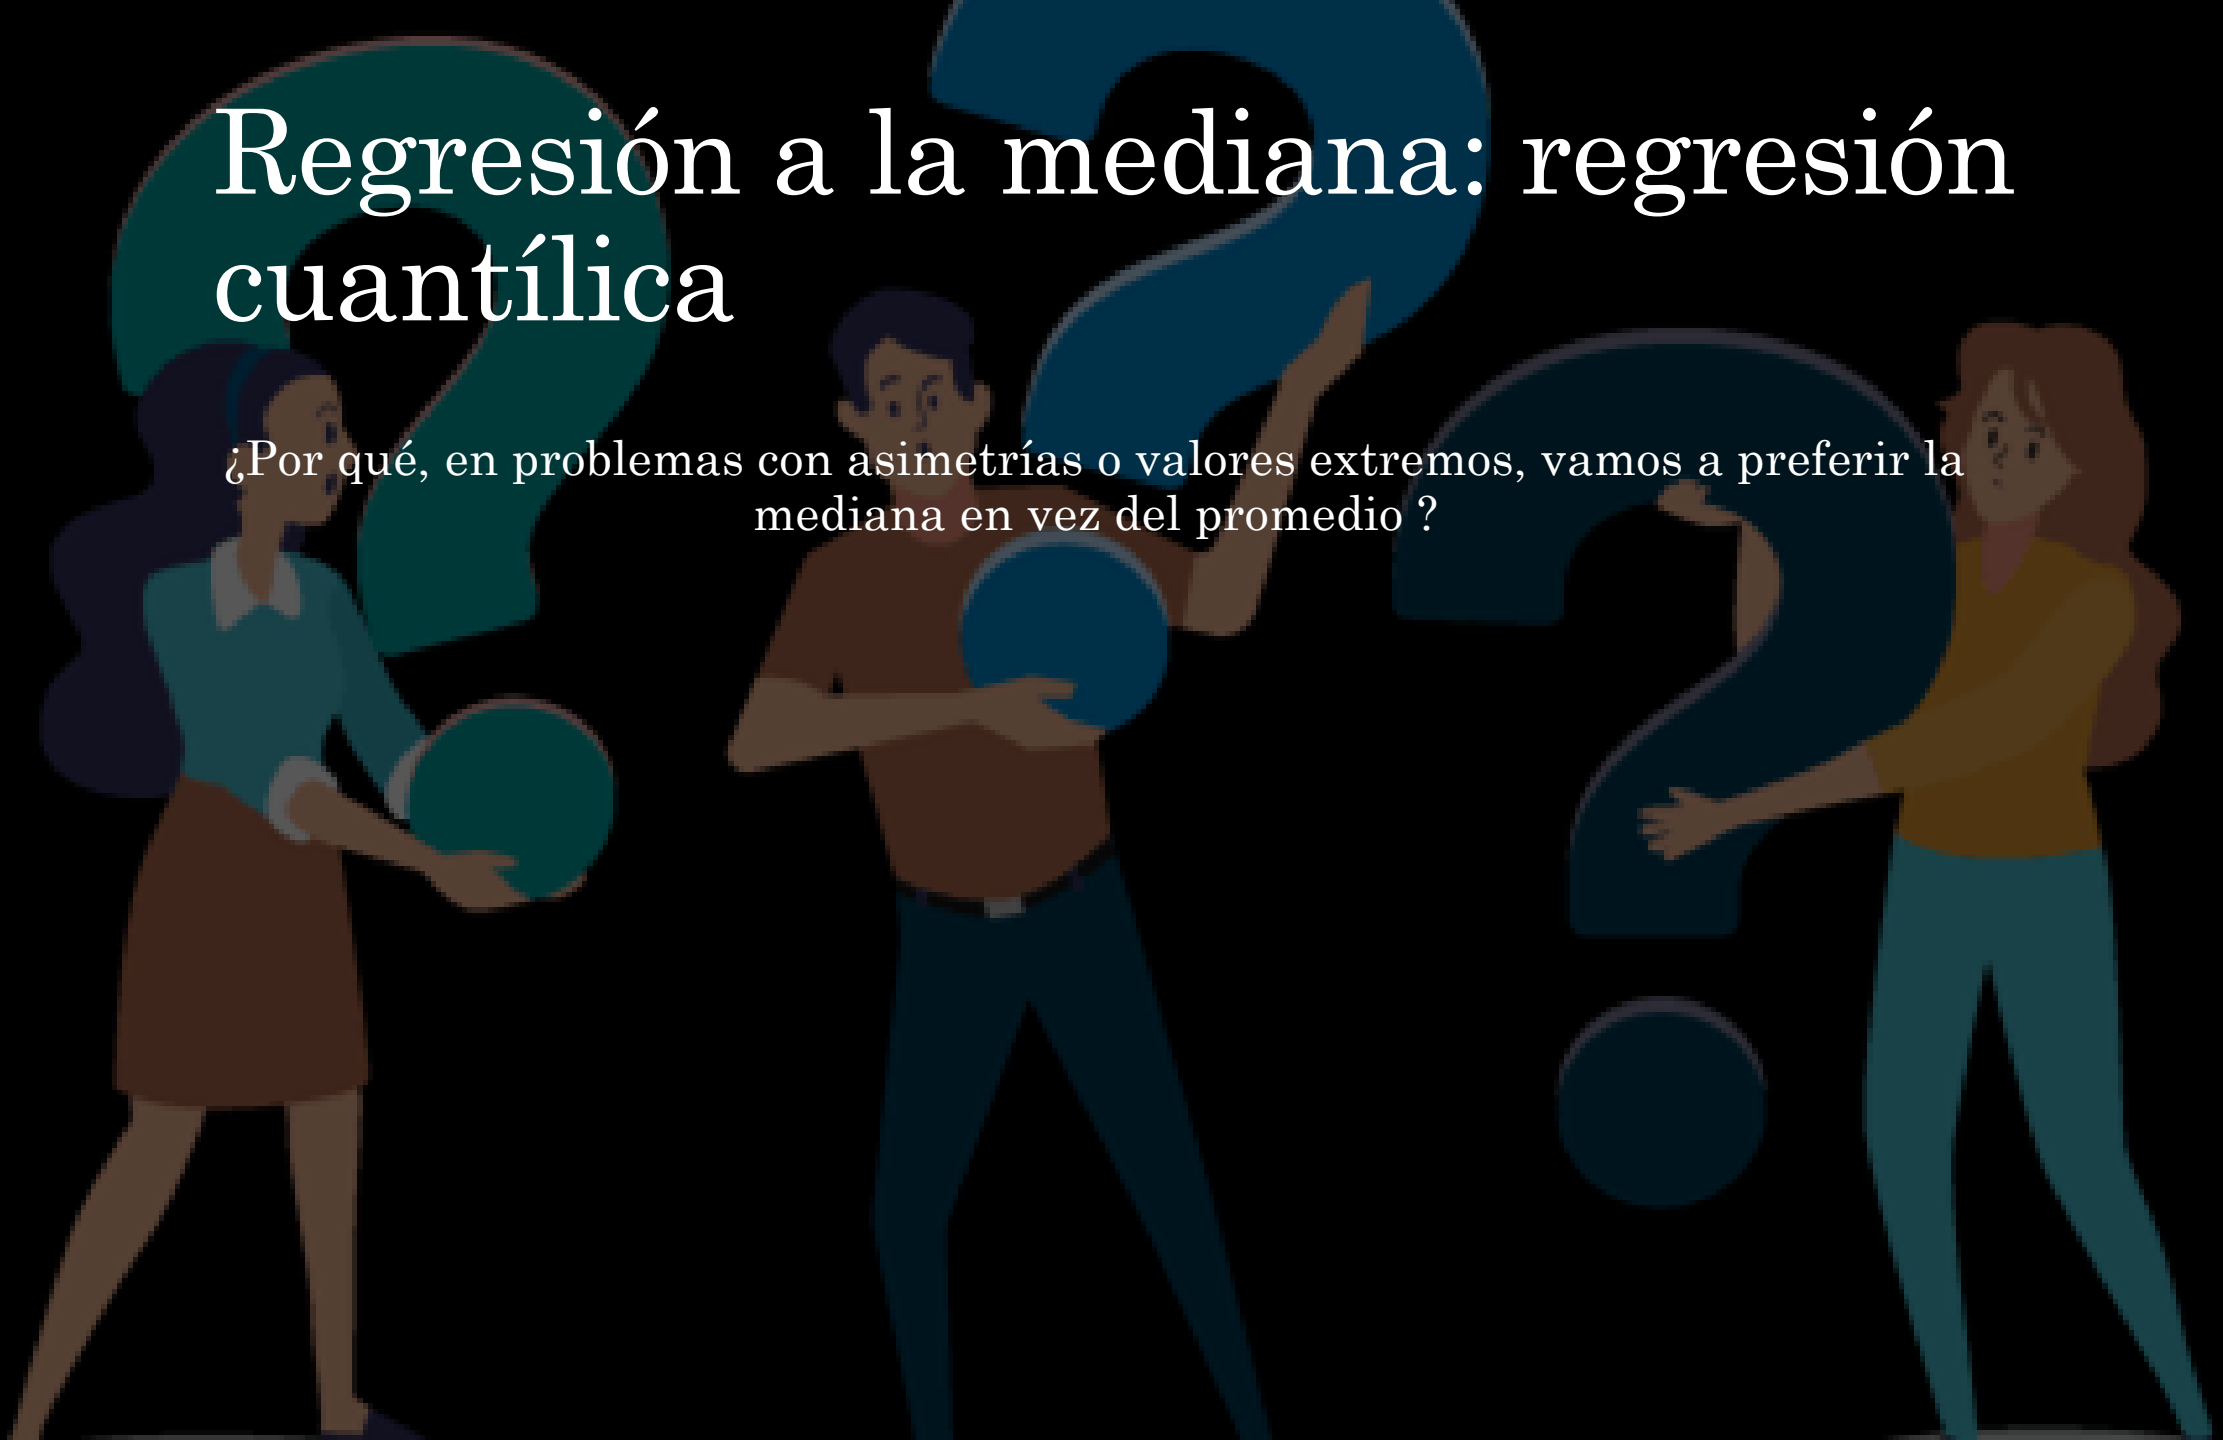 Regresión a la mediana: regresión
cuantílica
¿Por qué, en problemas con asimetrías o valores extremos, vamos a preferir la
mediana en vez del promedio ?